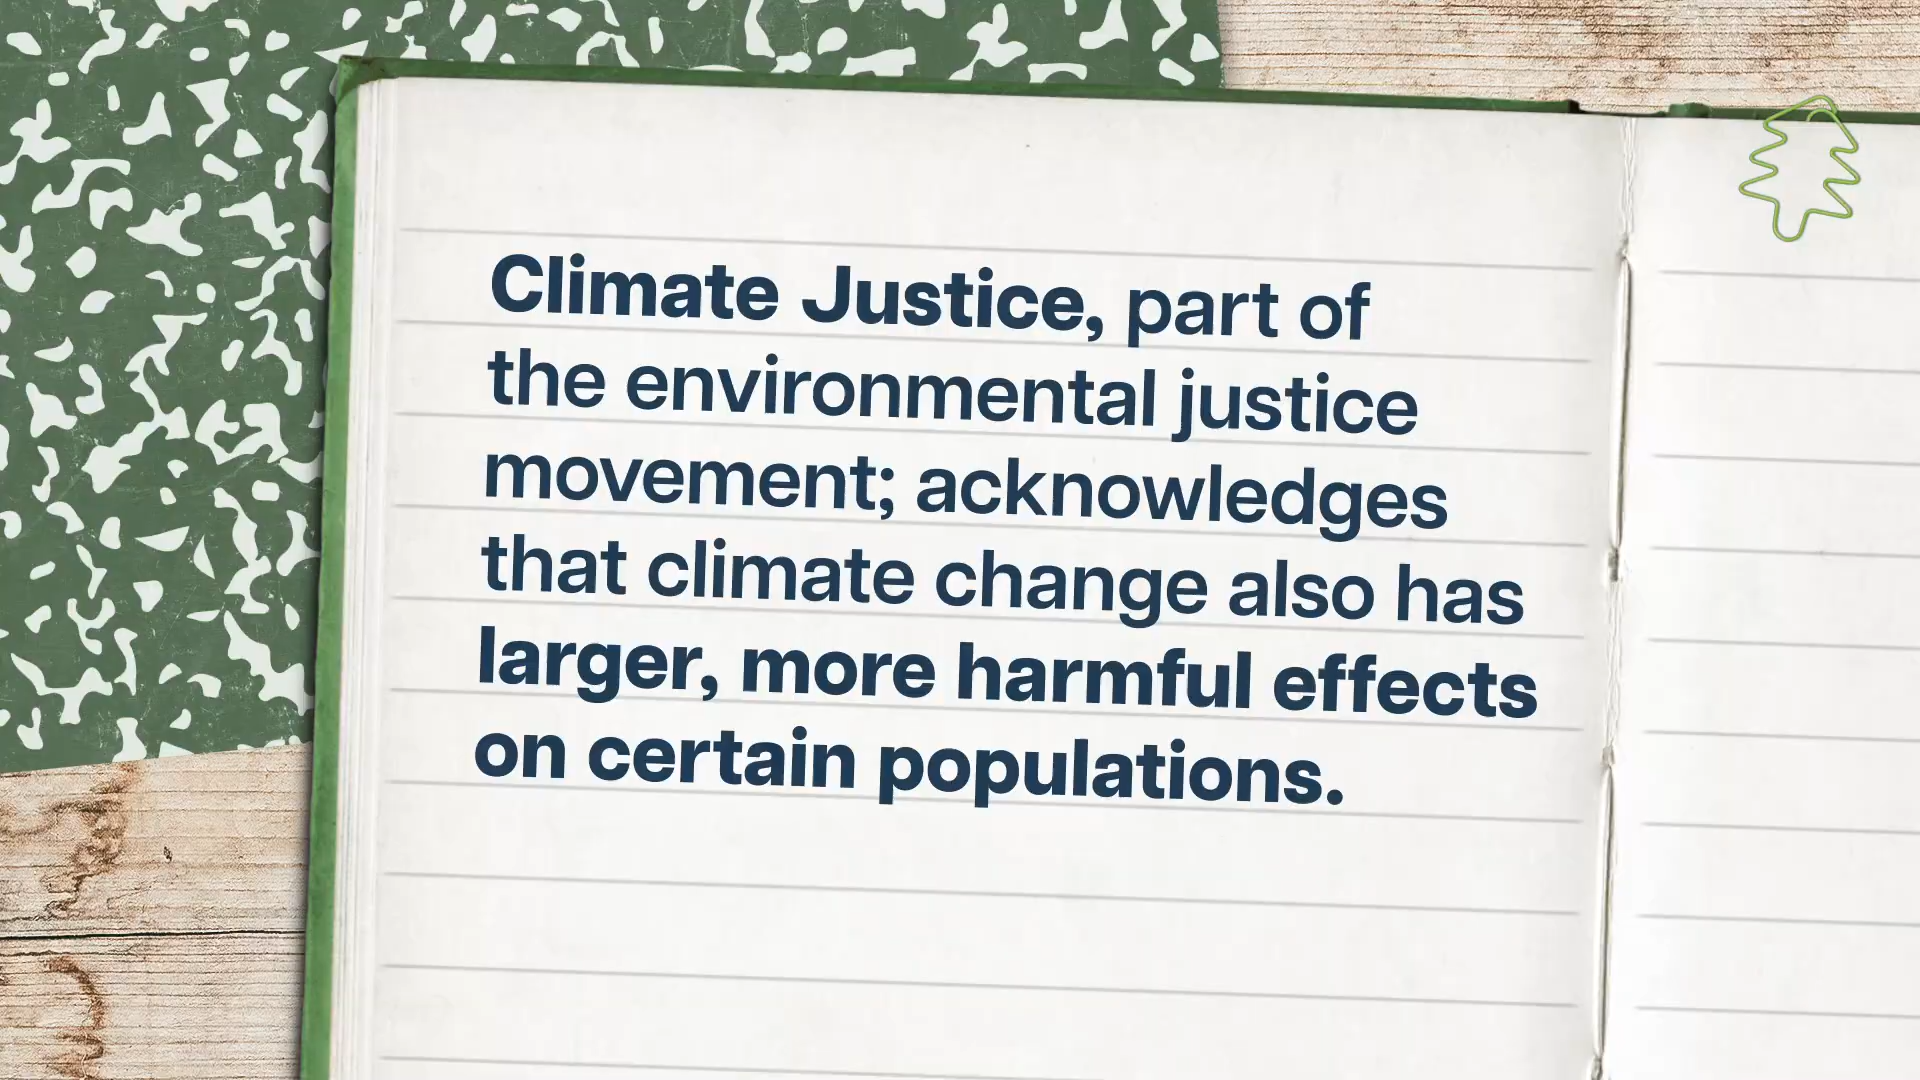 Climate Justice, part of
the environmental justice
movement; acknowledges
that climate change also has
larger, more harmful effects
on certain populations.